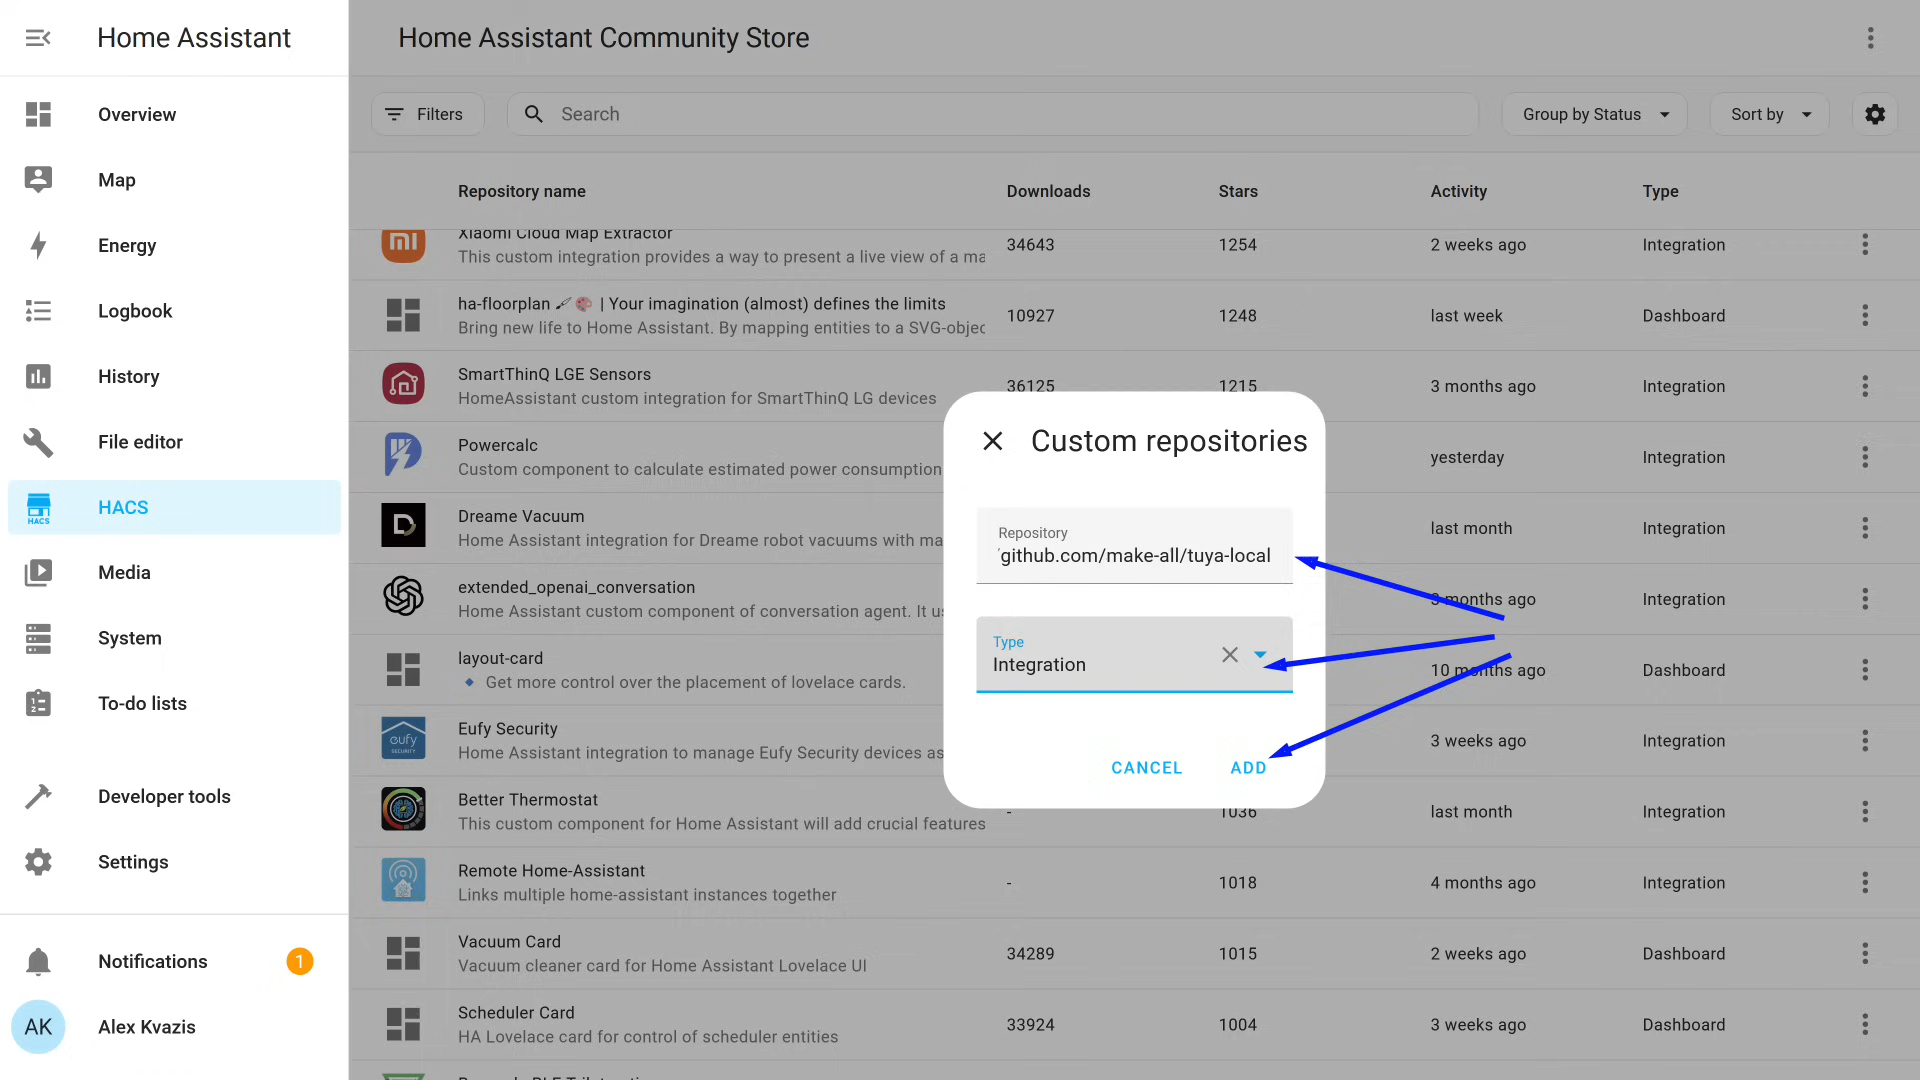 Home Assistant
Overview
Map
Energy
Logbook
History
File editor
HACS
HACS
Media
System
To-do lists
Developer tools
Settings
Notifications 1
AK Alex Kvazis
Home Assistant Community Store
Filters Search Group by Status Sort by
Repository name Downloads Stars Activity Type
Xiaomi Cloud Map Extractor
This custom integration provides a way to present a live view of a ma
34643 1254 2 weeks ago Integration
ha-floorplan 🖌🎨 | Your imagination (almost) defines the limits
Bring new life to Home Assistant. By mapping entities to a SVG-objec
10927 1248 last week Dashboard
SmartThinQ LGE Sensors
HomeAssistant custom integration for SmartThinQ LG devices
36125 1215 3 months ago Integration
Powercalc
Custom component to calculate estimated power consumption
yesterday Integration
Dreame Vacuum
Home Assistant integration for Dreame robot vacuums with ma
last month Integration
extended_openai_conversation
Home Assistant custom component of conversation agent. It us
3 months ago Integration
layout-card
🔹 Get more control over the placement of lovelace cards.
10 months ago Dashboard
eufy
SECURITY
Eufy Security
Home Assistant integration to manage Eufy Security devices as
3 weeks ago Integration
Better Thermostat
This custom component for Home Assistant will add crucial features
- 1036 last month Integration
Remote Home-Assistant
Links multiple home-assistant instances together
- 1018 4 months ago Integration
Vacuum Card
Vacuum cleaner card for Home Assistant Lovelace UI
34289 1015 2 weeks ago Dashboard
Scheduler Card
HA Lovelace card for control of scheduler entities
33924 1004 3 weeks ago Dashboard
Custom repositories
Repository
/github.com/make-all/tuya-local
Type
Integration
CANCEL ADD